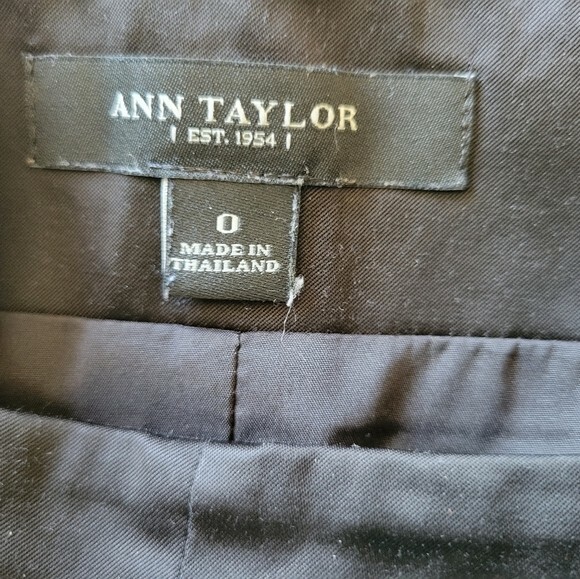 ANN TAYLOR
| EST. 1954 |
0
MADE IN
THAILAND